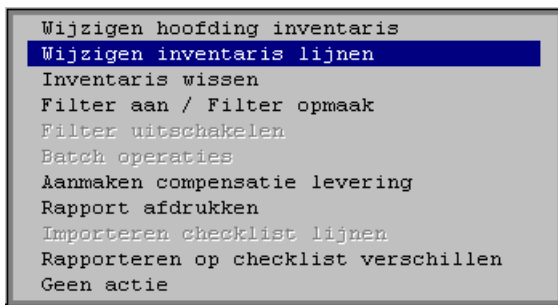 Wijzigen hoofding inventaris
Wijzigen inventaris lijnen
Inventaris wissen
Filter aan / Filter opmaak
Filter uitschakelen
Batch operaties
Aanmaken compensatie levering
Rapport afdrukken
Importeren checklist lijnen
Rapporteren op checklist verschillen
Geen actie